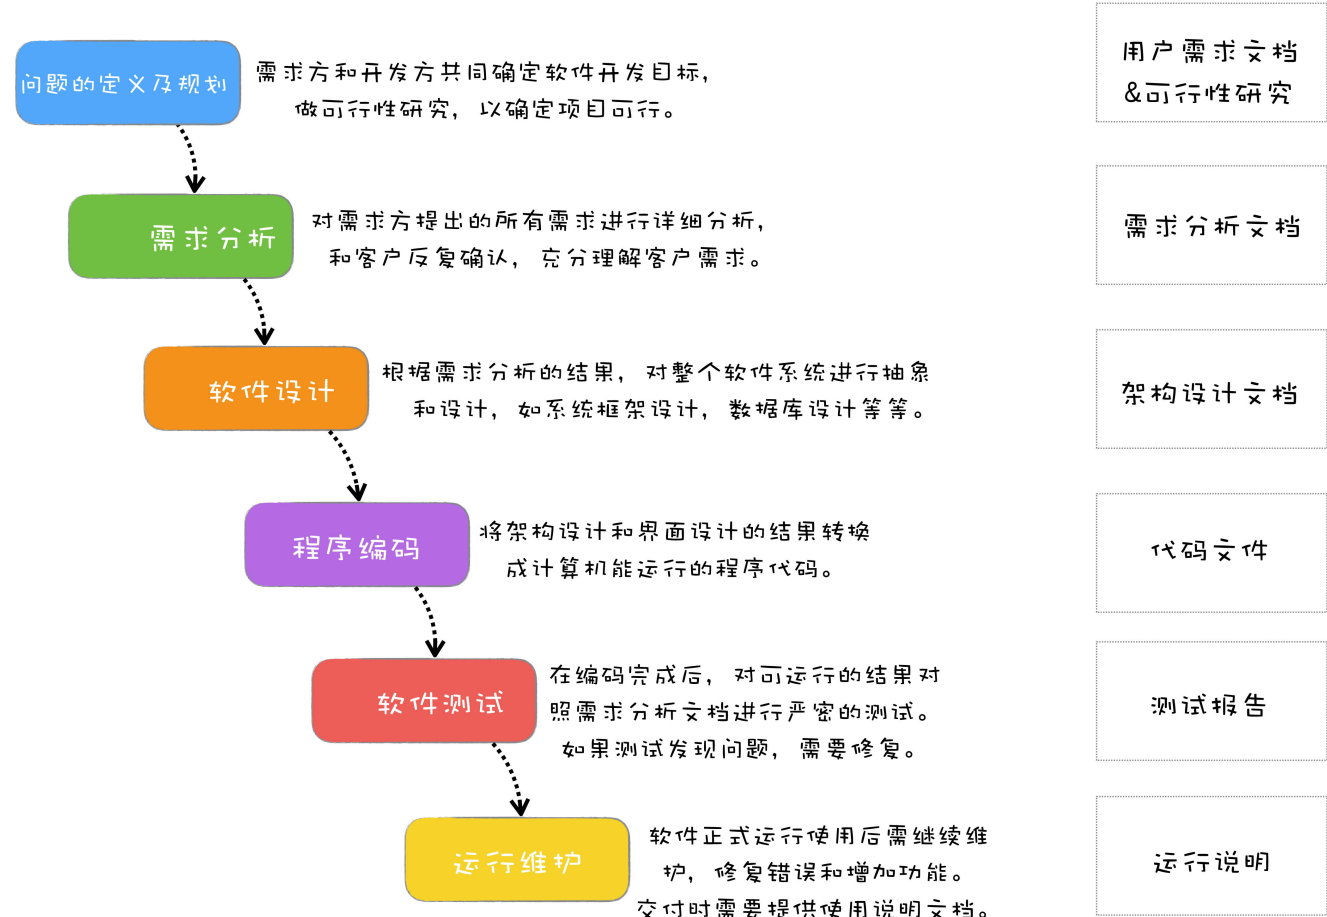 问题的定义及规划
需求方和开发方共同确定软件开发目标，
做可行性研究，以确定项目可行。
用户需求文档
&可行性研究
需求分析
对需求方提出的所有需求进行详细分析，
和客户反复确认，充分理解客户需求。
需求分析文档
软件设计
根据需求分析的结果，对整个软件系统进行抽象
和设计，如系统框架设计，数据库设计等等。
架构设计文档
程序编码
将架构设计和界面设计的结果转换
成计算机能运行的程序代码。
代码文件
软件测试
在编码完成后，对可运行的结果对
照需求分析文档进行严密的测试。
如果测试发现问题，需要修复。
测试报告
运行维护
软件正式运行使用后需继续维
护，修复错误和增加功能。
交付时需要提供使用说明文档。
运行说明